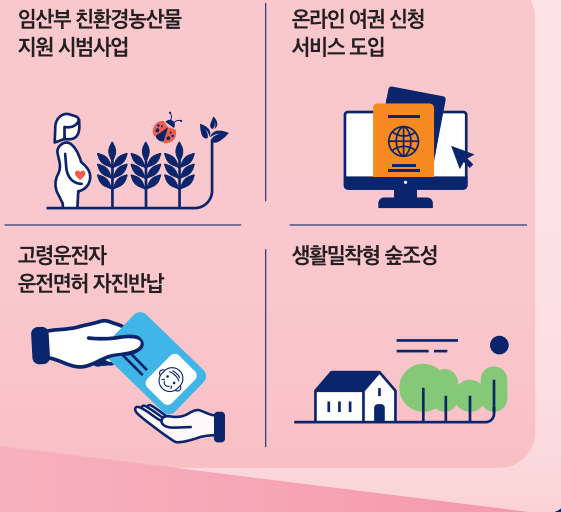 임산부 친환경농산물
지원 시범사업
온라인 여권 신청
서비스 도입
고령운전자
운전면허 자진반납
생활밀착형 숲조성